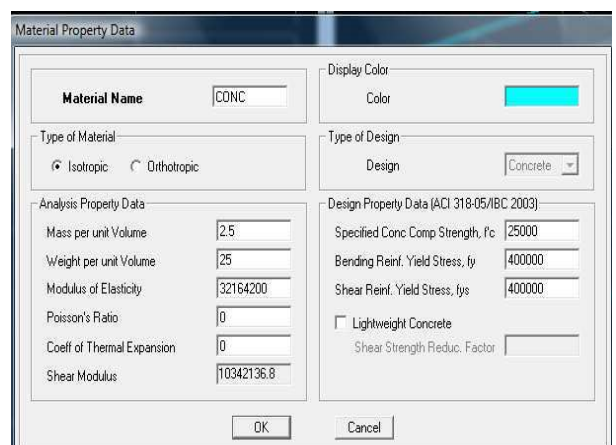 Material Property Data
Material Name CONC
Display Color
Color
Type of Material
Isotropic Orthotropic
Type of Design
Design Concrete
Analysis Property Data
Mass per unit Volume 2.5
Weight per unit Volume 25
Modulus of Elasticity 32164200
Poisson's Ratio 0
Coeff of Thermal Expansion 0
Shear Modulus 10342136.8
Design Property Data (ACI 318-05/IBC 2003)
Specified Conc Comp Strength, f'c 25000
Bending Reinf. Yield Stress, fy 400000
Shear Reinf. Yield Stress, fys 400000
Lightweight Concrete
Shear Strength Reduc. Factor
OK Cancel